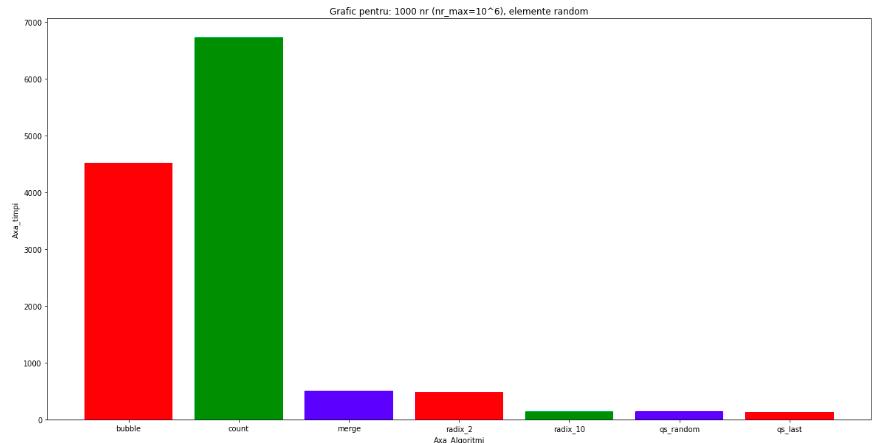 Grafic pentru: 1000 nr (nr_max=10^6), elemente random
7000
6000
5000
4000
3000
2000
1000
0
Axa_timpi
bubble count merge radix_2 radix_10 qs_random qs_last
Axa_Algoritmi